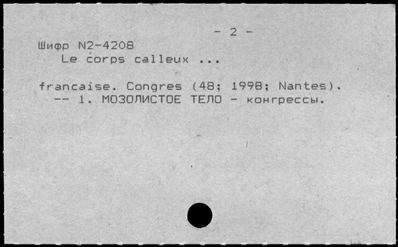 - 2 -
Шифр N2-4208
Le corps calleux ...
francaise. Congres (48; 1998; Nantes).
-- 1. МОЗОЛИСТОЕ ТЕЛО - конгрессы.